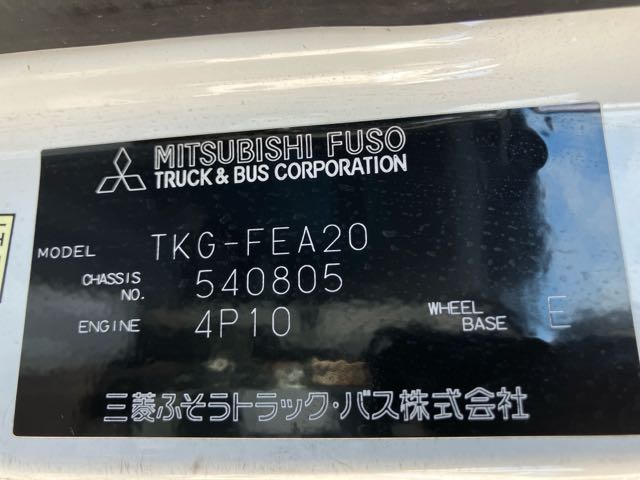 MITSUBISHI FUSO
TRUCK & BUS CORPORATION
MODEL TKG-FEA20
CHASSIS NO. 540805
ENGINE 4P10 WHEEL BASE E
三菱ふそうトラック・バス株式会社